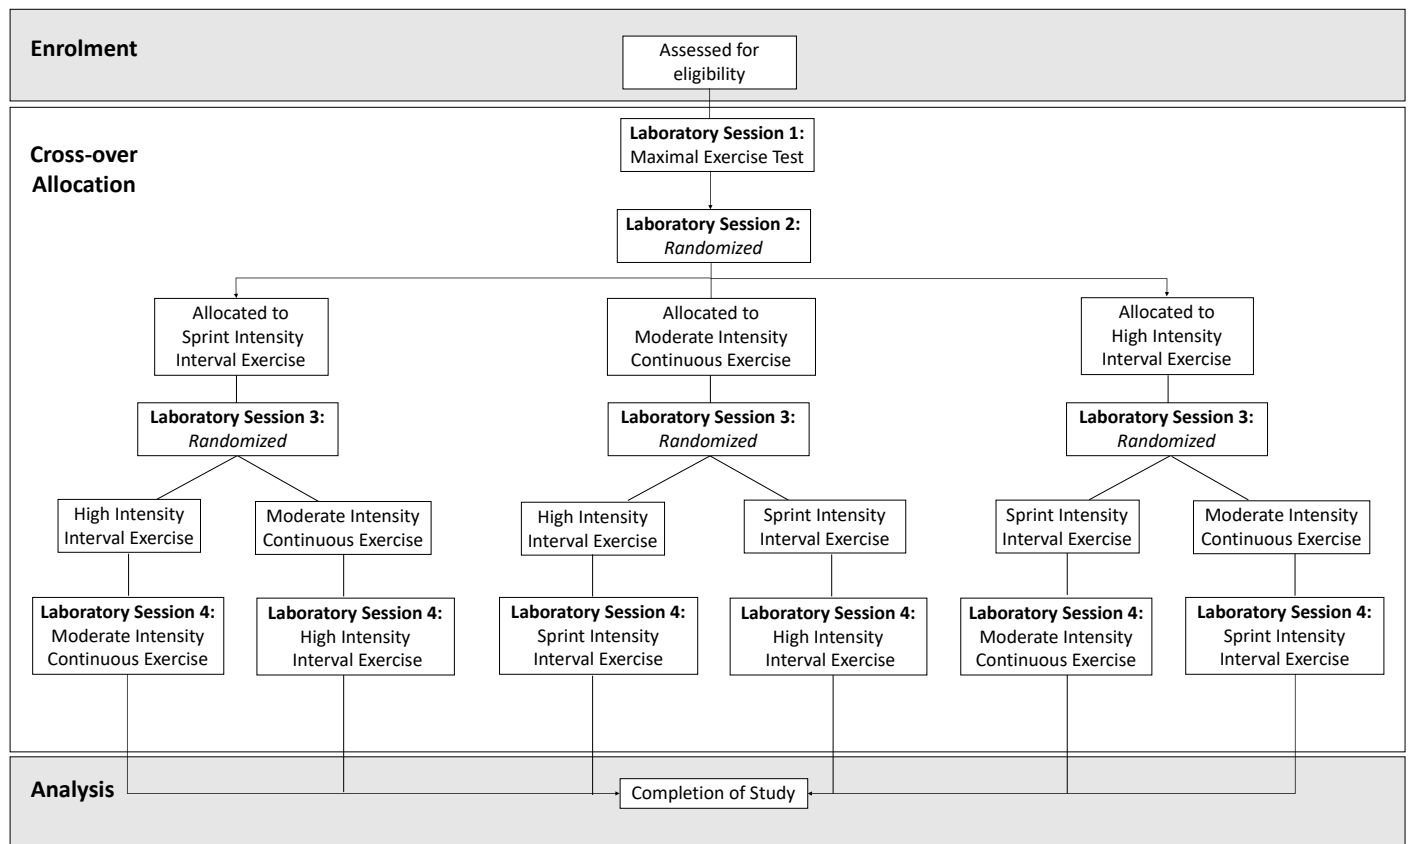 Enrolment
Assessed for
eligibility
Cross-over
Allocation
Laboratory Session 1:
Maximal Exercise Test
Laboratory Session 2:
Randomized
Allocated to
Sprint Intensity
Interval Exercise
Allocated to
Moderate Intensity
Continuous Exercise
Allocated to
High Intensity
Interval Exercise
Laboratory Session 3:
Randomized
Laboratory Session 3:
Randomized
Laboratory Session 3:
Randomized
High Intensity
Interval Exercise
Moderate Intensity
Continuous Exercise
High Intensity
Interval Exercise
Sprint Intensity
Interval Exercise
Sprint Intensity
Interval Exercise
Moderate Intensity
Continuous Exercise
Laboratory Session 4:
Moderate Intensity
Continuous Exercise
Laboratory Session 4:
High Intensity
Interval Exercise
Laboratory Session 4:
Sprint Intensity
Interval Exercise
Laboratory Session 4:
High Intensity
Interval Exercise
Laboratory Session 4:
Moderate Intensity
Continuous Exercise
Laboratory Session 4:
Sprint Intensity
Interval Exercise
Analysis
Completion of Study